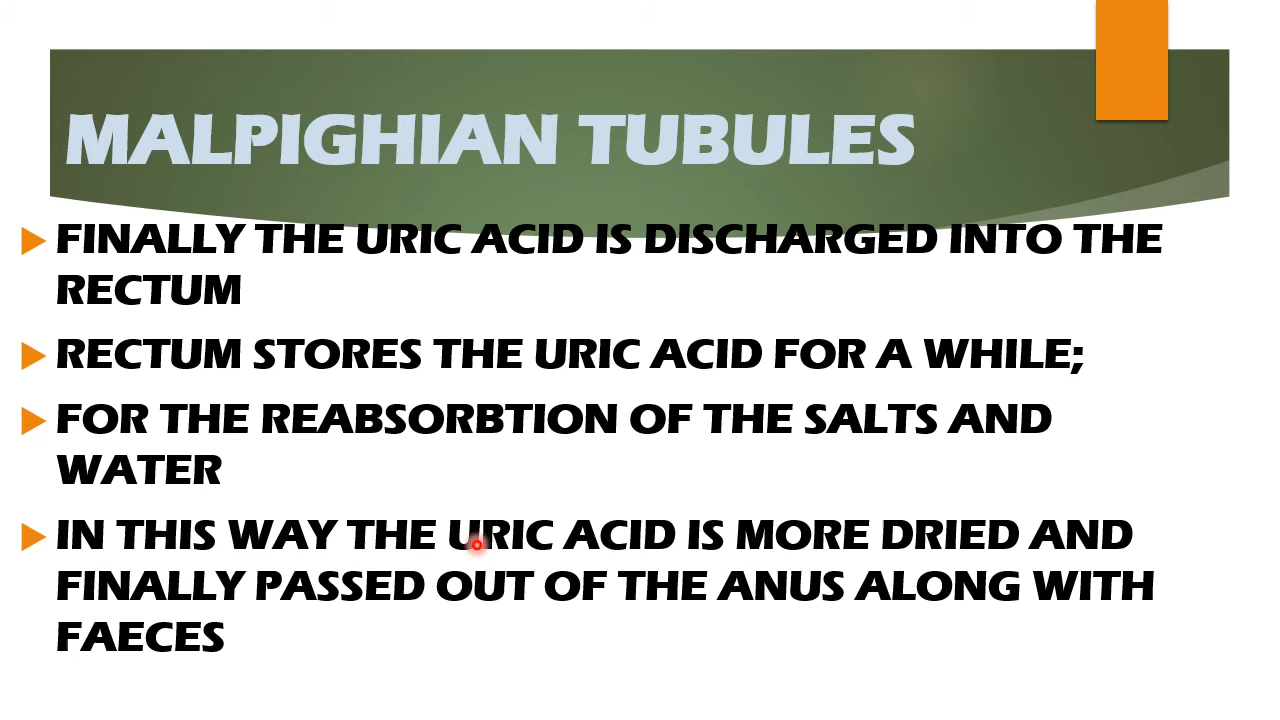 MALPIGHIAN TUBULES
FINALLY THE URIC ACID IS DISCHARGED INTO THE
RECTUM
RECTUM STORES THE URIC ACID FOR A WHILE;
FOR THE REABSORBTION OF THE SALTS AND
WATER
IN THIS WAY THE URIC ACID IS MORE DRIED AND
FINALLY PASSED OUT OF THE ANUS ALONG WITH
FAECES